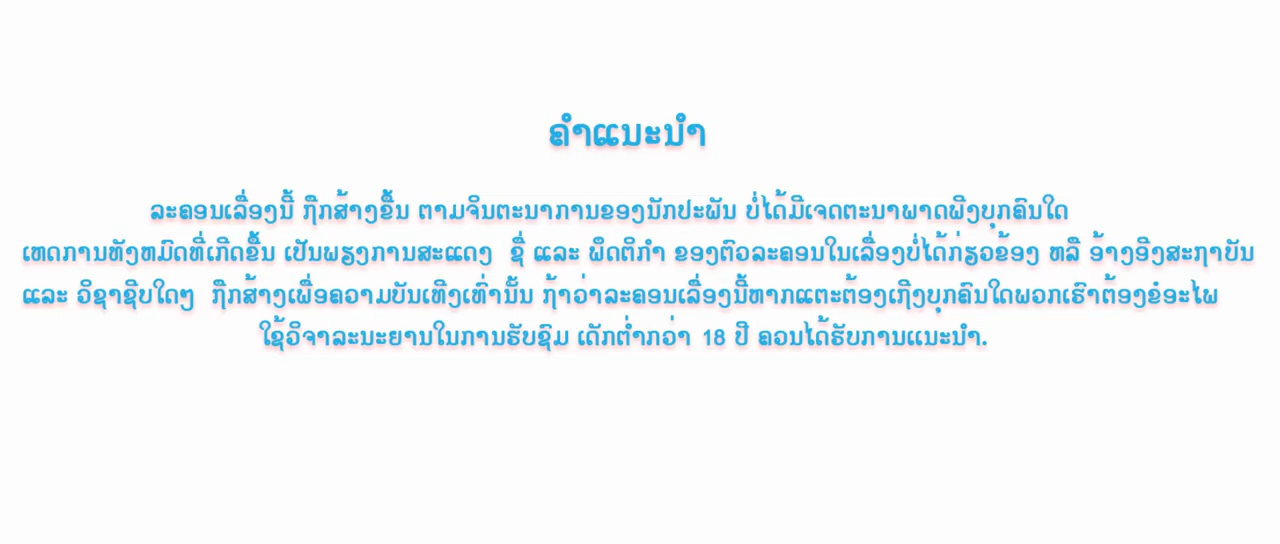 ຄຳແນະນຳ
ລະຄອນເລື່ອງນີ້ ຖືກສ້າງຂື້ນ ຕາມຈິນຕະນາການຂອງນັກປະພັນ ບໍ່ໄດ້ມີເຈດຕະນາພາດພີງບຸກຄົນໃດ
ເຫດການທັງຫມົດທີ່ເກີດຂື້ນ ເປັນພຽງການສະແດງ ຊື່ ແລະ ພຶດຕິກຳ ຂອງຕົວລະຄອນໃນເລື່ອງບໍ່ໄດ້ກ່ຽວຂ້ອງ ຫລື ອ້າງອີງສະຖາບັນ
ແລະ ວິຊາຊີບໃດໆ ຖືກສ້າງເພື່ອຄວາມບັນເທີງເທົ່ານັ້ນ ຖ້າວ່າລະຄອນເລື່ອງນີ້ຫາກແຕະຕ້ອງເຖີງບຸກຄົນໃດພວກເຮົາຕ້ອງຂໍອະໄພ
ໃຊ້ວິຈາລະນະຍານໃນການຮັບຊົມ ເດັກຕ່ຳກວ່າ 18 ປີ ຄວນໄດ້ຮັບການແນະນຳ.